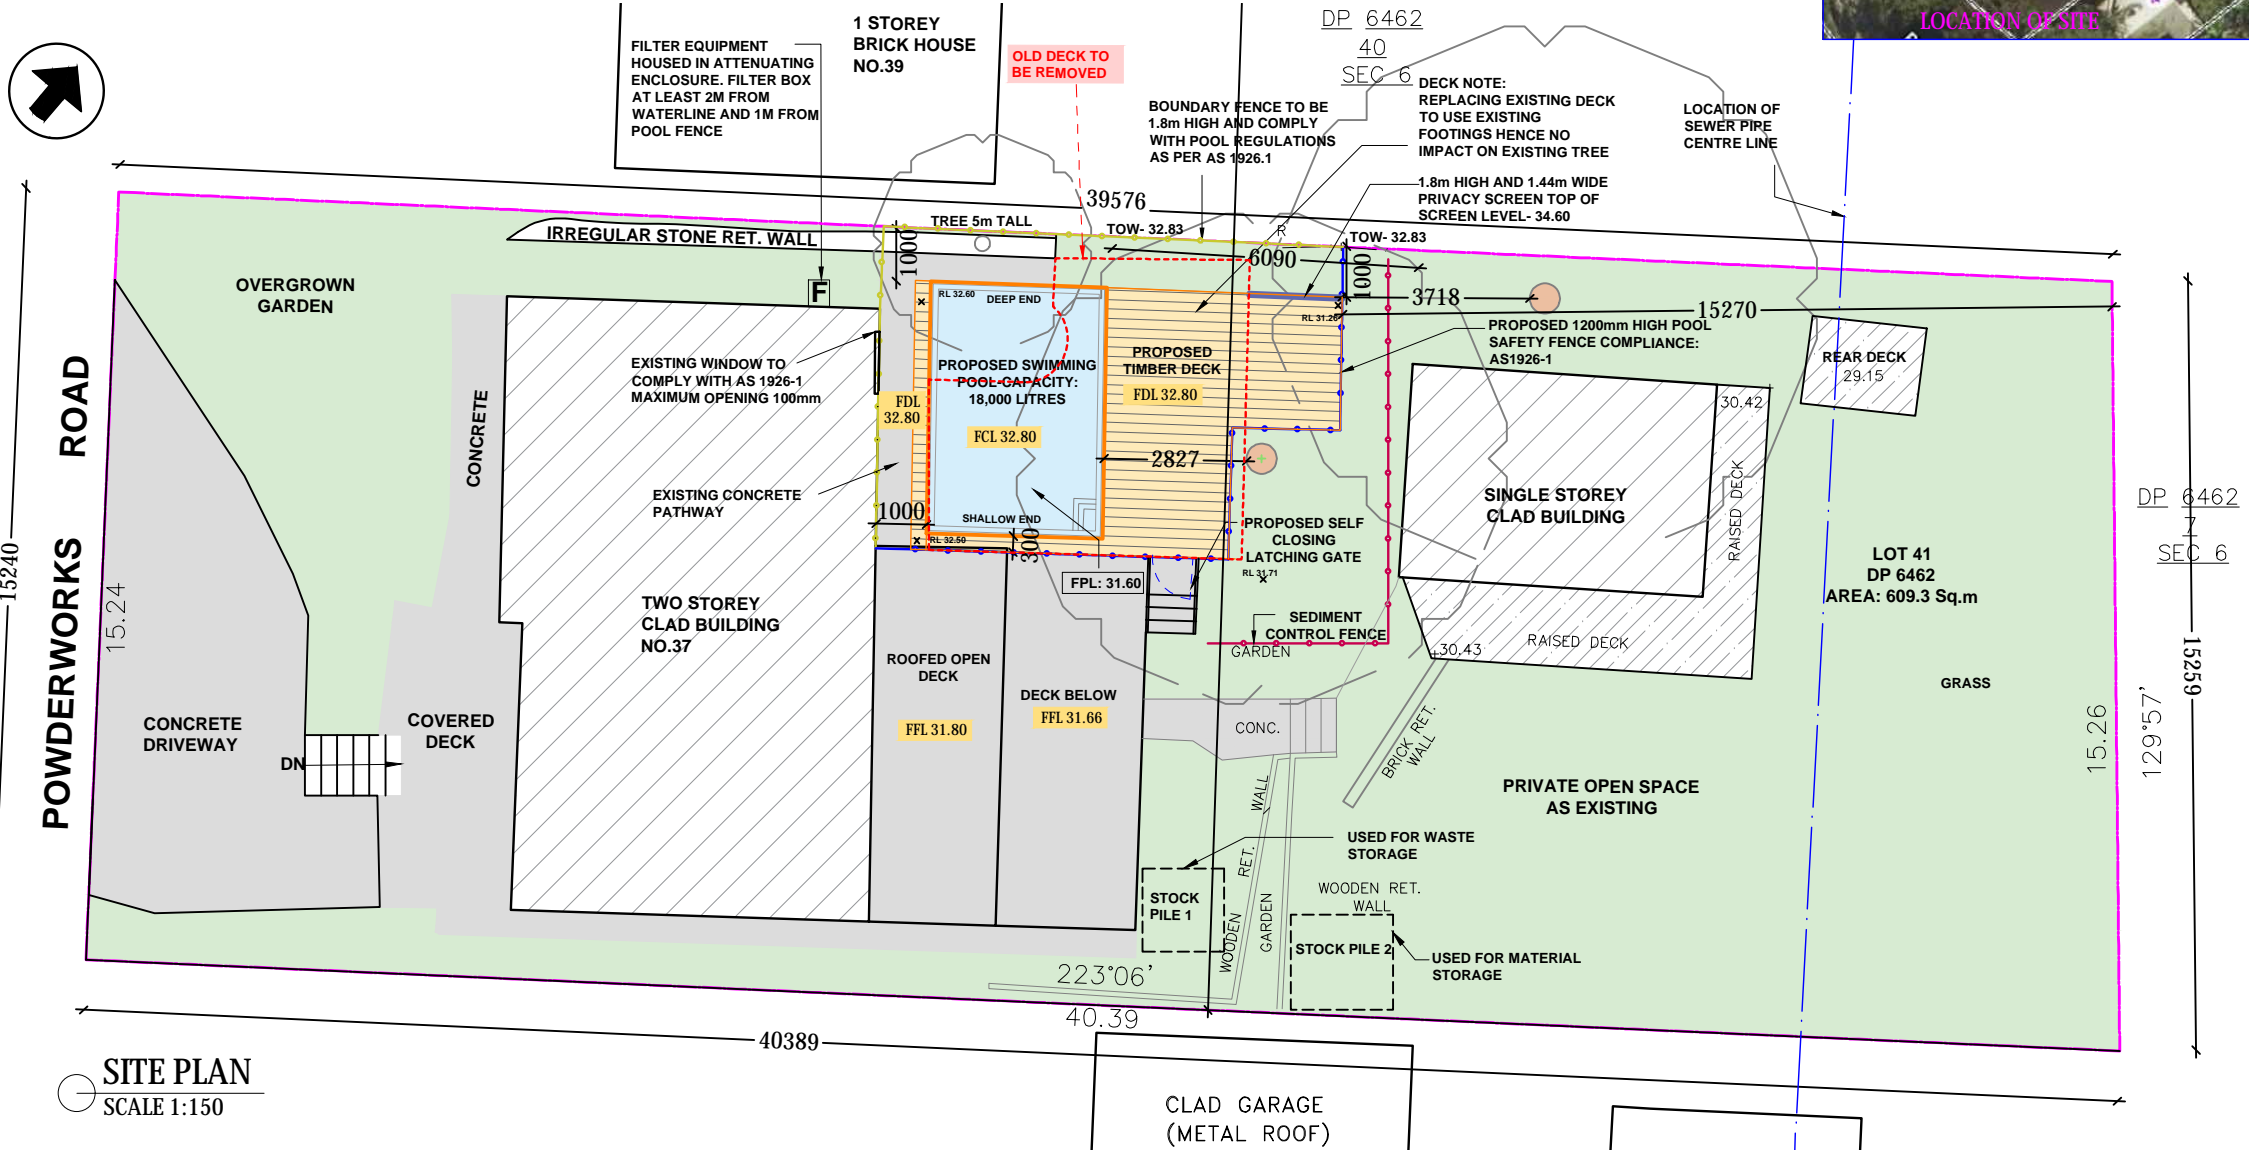 1 STOREY
BRICK HOUSE
NO.39
FILTER EQUIPMENT
HOUSED IN ATTENUATING
ENCLOSURE. FILTER BOX
AT LEAST 2M FROM
WATERLINE AND 1M FROM
POOL FENCE
OLD DECK TO
BE REMOVED
DP 6462
40
SEC 6
LOCATION OF SITE
BOUNDARY FENCE TO BE
1.8m HIGH AND COMPLY
WITH POOL REGULATIONS
AS PER AS 1926.1
DECK NOTE:
REPLACING EXISTING DECK
TO USE EXISTING
FOOTINGS HENCE NO
IMPACT ON EXISTING TREE
LOCATION OF
SEWER PIPE
CENTRE LINE
1.8m HIGH AND 1.44m WIDE
PRIVACY SCREEN TOP OF
SCREEN LEVEL- 34.60
39576
TREE 5m TALL
TOW- 32.83
R
TOW- 32.83
IRREGULAR STONE RET. WALL
1000
6090
1000
3718
15270
OVERGROWN
GARDEN
F
RL 32.60
DEEP END
RL 31.26
PROPOSED 1200mm HIGH POOL
SAFETY FENCE COMPLIANCE:
AS1926-1
REAR DECK
29.15
EXISTING WINDOW TO
COMPLY WITH AS 1926-1
MAXIMUM OPENING 100mm
PROPOSED SWIMMING
POOL-CAPACITY:
18,000 LITRES
PROPOSED
TIMBER DECK
FDL 32.80
FDL
32.80
FCL 32.80
30.42
CONCRETE
2827
RAISED DECK
EXISTING CONCRETE
PATHWAY
SINGLE STOREY
CLAD BUILDING
DP 6462
7
SEC 6
1000
SHALLOW END
RL 32.50
300
PROPOSED SELF
CLOSING
LATCHING GATE
RL 31.71
FPL: 31.60
LOT 41
DP 6462
AREA: 609.3 Sq.m
POWDERWORKS ROAD
15240
15.24
TWO STOREY
CLAD BUILDING
NO.37
SEDIMENT
CONTROL FENCE
GARDEN
RAISED DECK
30.43
ROOFED OPEN
DECK
FFL 31.80
DECK BELOW
FFL 31.66
GRASS
15259
15.26
129°57'
CONCRETE
DRIVEWAY
COVERED
DECK
DN
CONC.
BRICK RET.
WALL
PRIVATE OPEN SPACE
AS EXISTING
WOODEN RET. WALL
GARDEN
USED FOR WASTE
STORAGE
STOCK
PILE 1
WOODEN RET.
WALL
STOCK PILE 2
USED FOR MATERIAL
STORAGE
223°06'
40.39
40389
SITE PLAN
SCALE 1:150
CLAD GARAGE
(METAL ROOF)